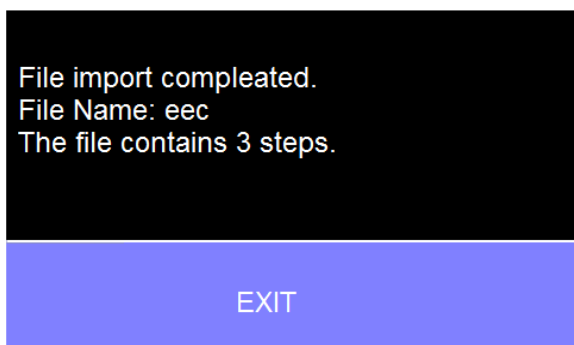 File import compleated.
File Name: eec
The file contains 3 steps.
EXIT